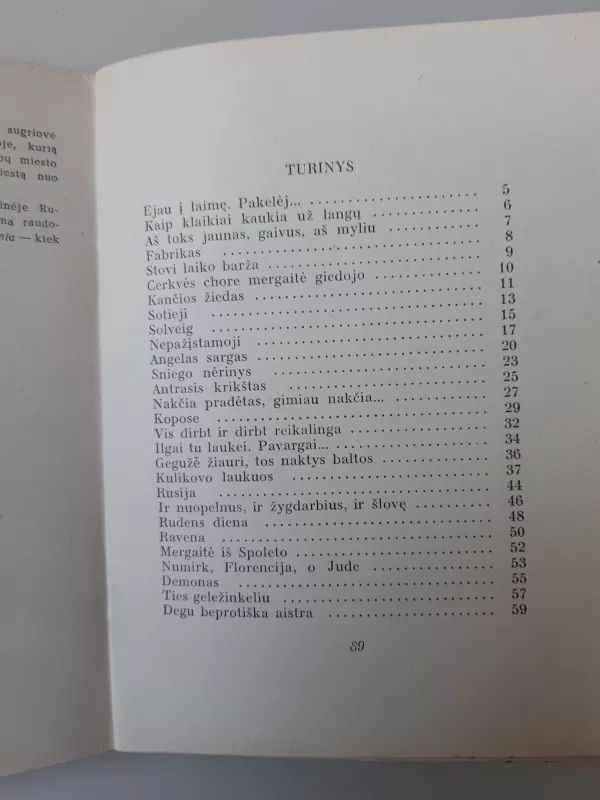 sugriovė
je, kurią
ų miesto
iestą nuo
inėje Ru-
mą raudo-
nia — kiek
TURINYS
Ėjau į laimę. Pakelėj... 5
Kaip klaikiai kaukia už langų 6
Aš toks jaunas, gaivus, aš myliu 7
Fabrikas 8
Stovi laiko barža 9
Cerkvės chore mergaitė giedojo 10
Kančios žiedas 11
Sotieji 13
Solveig 15
Nepažįstamoji 17
Angelas sargas 20
Sniego nėrinys 23
Antrasis krikštas 25
Nakčia pradėtas, gimiau nakčia... 27
Kopose 29
Vis dirbt ir dirbt reikalinga 32
Ilgai tu laukei. Pavargai... 34
Gegužė žiauri, tos naktys baltos 36
Kulikovo laukuos 37
Rusija 44
Ir nuopelnus, ir žygdarbius, ir šlovę 46
Rudens diena 48
Ravena 50
Mergaitė iš Spoleto 52
Numirk, Florencija, o Jude 53
Demonas 55
Ties geležinkeliu 57
Degu beprotiška aistra 59
89